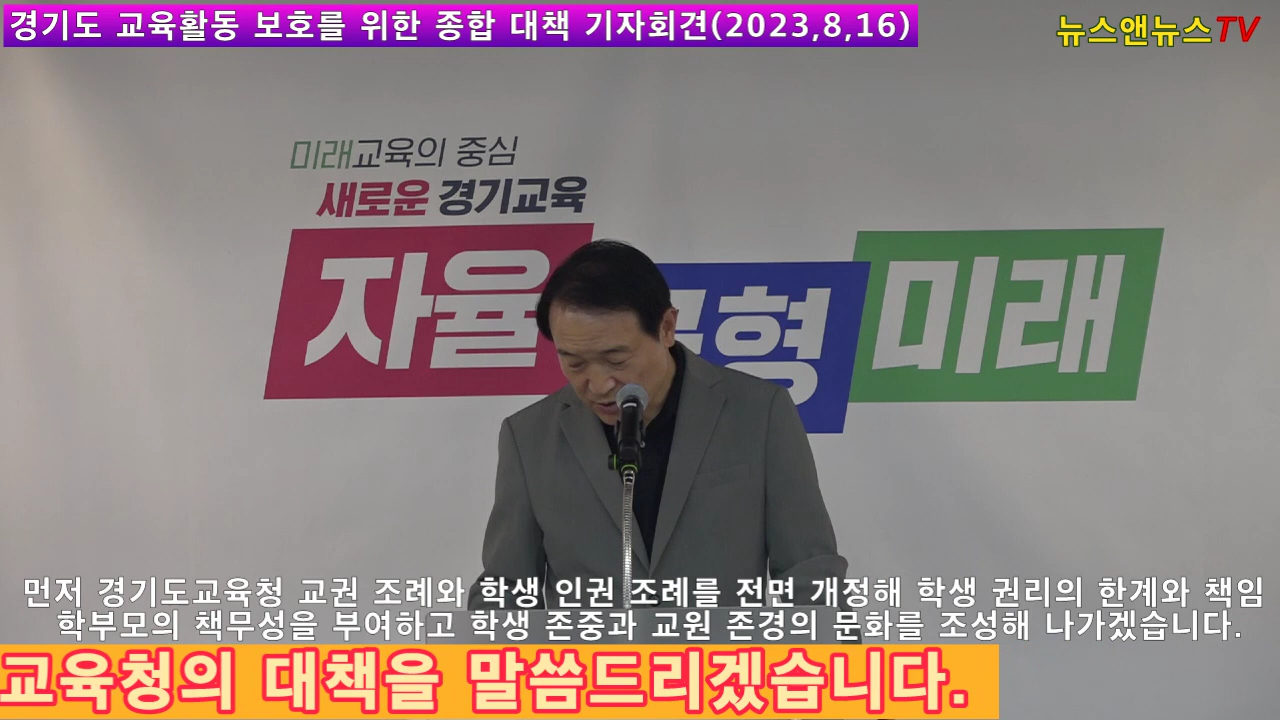 경기도 교육활동 보호를 위한 종합 대책 기자회견(2023,8,16)
뉴스앤뉴스TV
미래교육의 중심
새로운 경기교육
자율
형
미래
먼저 경기도교육청 교권 조례와 학생 인권 조례를 전면 개정해 학생 권리의 한계와 책임
학부모의 책무성을 부여하고 학생 존중과 교원 존경의 문화를 조성해 나가겠습니다.
교육청의 대책을 말씀드리겠습니다.